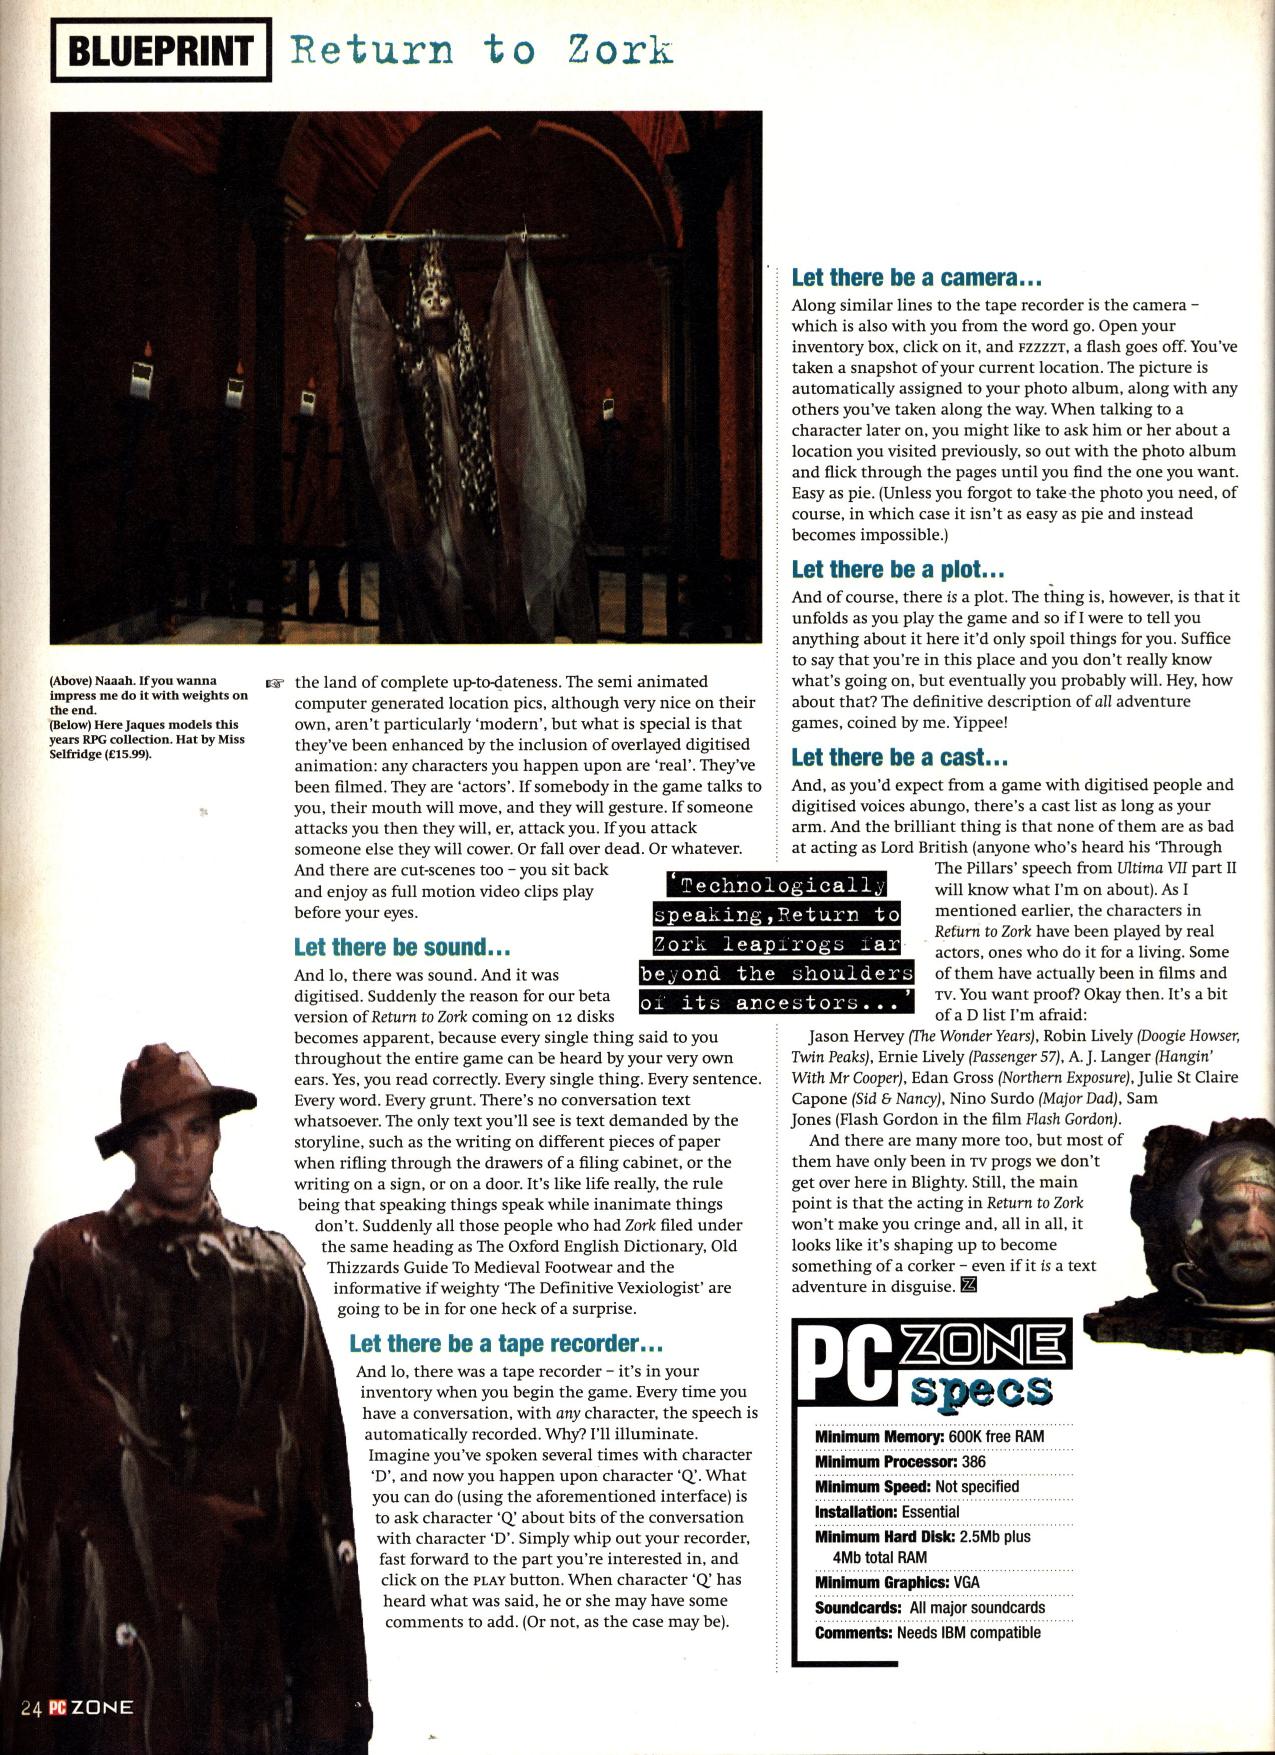 BLUEPRINT Return to Zork
(Above) Naaah. If you wanna
impress me do it with weights on
the end.
(Below) Here Jaques models this
years RPG collection. Hat by Miss
Selfridge (£15.99).
☞ the land of complete up-to-dateness. The semi animated
computer generated location pics, although very nice on their
own, aren't particularly 'modern', but what is special is that
they've been enhanced by the inclusion of overlayed digitised
animation: any characters you happen upon are 'real'. They've
been filmed. They are 'actors'. If somebody in the game talks to
you, their mouth will move, and they will gesture. If someone
attacks you then they will, er, attack you. If you attack
someone else they will cower. Or fall over dead. Or whatever.
And there are cut-scenes too – you sit back
and enjoy as full motion video clips play
before your eyes.
Let there be sound...
And lo, there was sound. And it was
digitised. Suddenly the reason for our beta
version of Return to Zork coming on 12 disks
becomes apparent, because every single thing said to you
throughout the entire game can be heard by your very own
ears. Yes, you read correctly. Every single thing. Every sentence.
Every word. Every grunt. There's no conversation text
whatsoever. The only text you'll see is text demanded by the
storyline, such as the writing on different pieces of paper
when rifling through the drawers of a filing cabinet, or the
writing on a sign, or on a door. It's like life really, the rule
being that speaking things speak while inanimate things
don't. Suddenly all those people who had Zork filed under
the same heading as The Oxford English Dictionary, Old
Thizzards Guide To Medieval Footwear and the
informative if weighty 'The Definitive Vexiologist' are
going to be in for one heck of a surprise.
Let there be a tape recorder...
And lo, there was a tape recorder – it's in your
inventory when you begin the game. Every time you
have a conversation, with any character, the speech is
automatically recorded. Why? I'll illuminate.
Imagine you've spoken several times with character
'D', and now you happen upon character 'Q'. What
you can do (using the aforementioned interface) is
to ask character 'Q' about bits of the conversation
with character 'D'. Simply whip out your recorder,
fast forward to the part you're interested in, and
click on the PLAY button. When character 'Q' has
heard what was said, he or she may have some
comments to add. (Or not, as the case may be).
'Technologically
speaking,Return to
Zork leapfrogs far
beyond the shoulders
of its ancestors...'
Let there be a camera...
Along similar lines to the tape recorder is the camera –
which is also with you from the word go. Open your
inventory box, click on it, and FZZZZT, a flash goes off. You've
taken a snapshot of your current location. The picture is
automatically assigned to your photo album, along with any
others you've taken along the way. When talking to a
character later on, you might like to ask him or her about a
location you visited previously, so out with the photo album
and flick through the pages until you find the one you want.
Easy as pie. (Unless you forgot to take the photo you need, of
course, in which case it isn't as easy as pie and instead
becomes impossible.)
Let there be a plot...
And of course, there is a plot. The thing is, however, is that it
unfolds as you play the game and so if I were to tell you
anything about it here it'd only spoil things for you. Suffice
to say that you're in this place and you don't really know
what's going on, but eventually you probably will. Hey, how
about that? The definitive description of all adventure
games, coined by me. Yippee!
Let there be a cast...
And, as you'd expect from a game with digitised people and
digitised voices abungo, there's a cast list as long as your
arm. And the brilliant thing is that none of them are as bad
at acting as Lord British (anyone who's heard his 'Through
The Pillars' speech from Ultima VII part II
will know what I'm on about). As I
mentioned earlier, the characters in
Return to Zork have been played by real
actors, ones who do it for a living. Some
of them have actually been in films and
TV. You want proof? Okay then. It's a bit
of a D list I'm afraid:
Jason Hervey (The Wonder Years), Robin Lively (Doogie Howser,
Twin Peaks), Ernie Lively (Passenger 57), A. J. Langer (Hangin'
With Mr Cooper), Edan Gross (Northern Exposure), Julie St Claire
Capone (Sid & Nancy), Nino Surdo (Major Dad), Sam
Jones (Flash Gordon in the film Flash Gordon).
And there are many more too, but most of
them have only been in TV progs we don't
get over here in Blighty. Still, the main
point is that the acting in Return to Zork
won't make you cringe and, all in all, it
looks like it's shaping up to become
something of a corker – even if it is a text
adventure in disguise. Z
PC ZONE
specs
Minimum Memory: 600K free RAM
Minimum Processor: 386
Minimum Speed: Not specified
Installation: Essential
Minimum Hard Disk: 2.5Mb plus
4Mb total RAM
Minimum Graphics: VGA
Soundcards: All major soundcards
Comments: Needs IBM compatible
24 PC ZONE